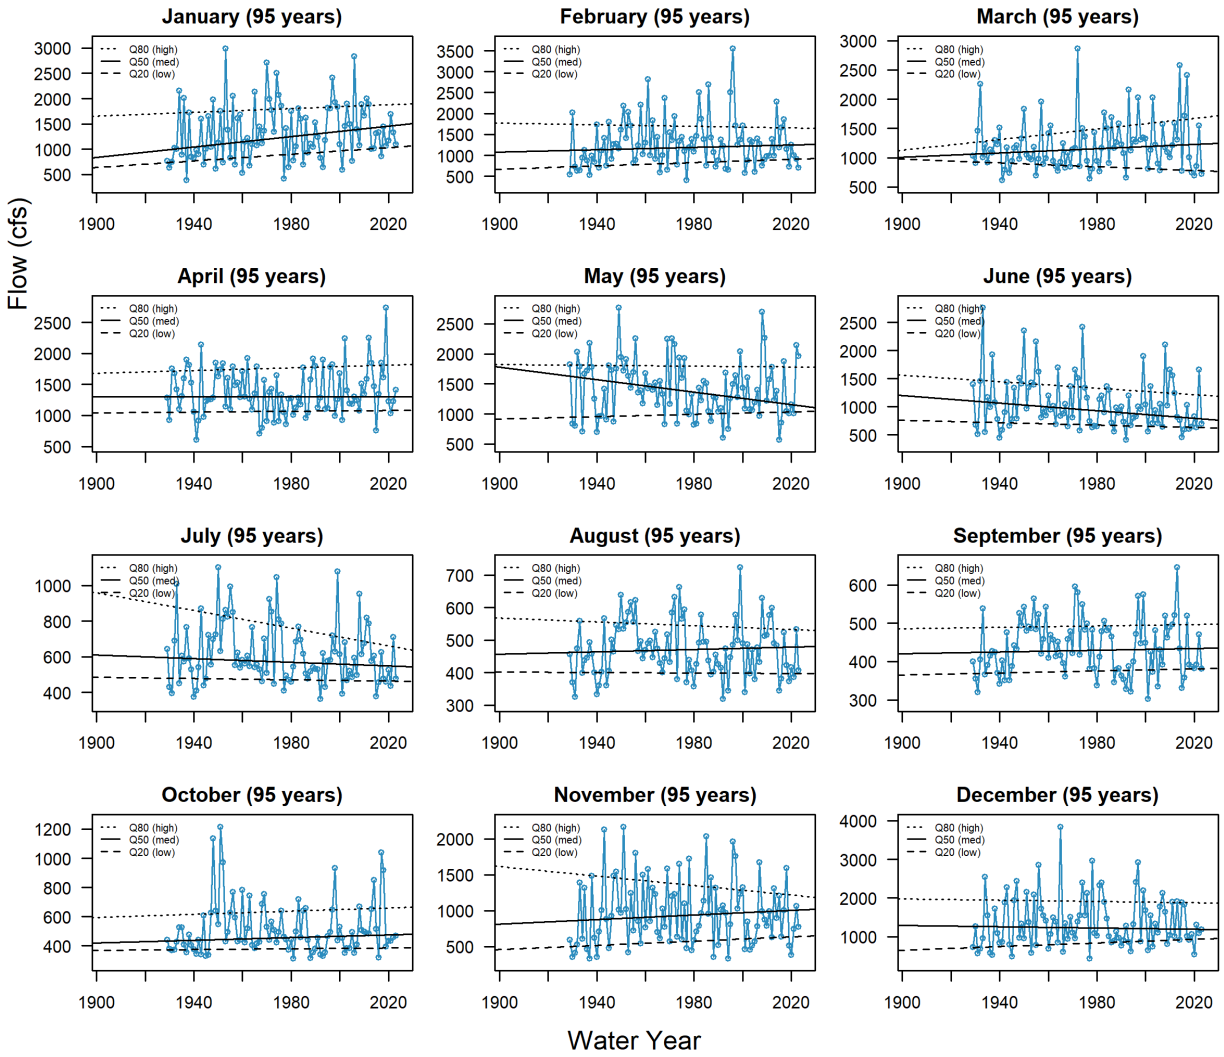 January (95 years)
3000
2500
2000
1500
1000
500
Q80 (high)
Q50 (med)
Q20 (low)
1900 1940 1980 2020
February (95 years)
3500
3000
2500
2000
1500
1000
500
Q80 (high)
Q50 (med)
Q20 (low)
1900 1940 1980 2020
March (95 years)
3000
2500
2000
1500
1000
500
Q80 (high)
Q50 (med)
Q20 (low)
1900 1940 1980 2020
Flow (cfs)
April (95 years)
2500
2000
1500
1000
500
Q80 (high)
Q50 (med)
Q20 (low)
1900 1940 1980 2020
May (95 years)
2500
2000
1500
1000
500
Q80 (high)
Q50 (med)
Q20 (low)
1900 1940 1980 2020
June (95 years)
2500
2000
1500
1000
500
Q80 (high)
Q50 (med)
Q20 (low)
1900 1940 1980 2020
July (95 years)
1000
800
600
400
Q80 (high)
Q50 (med)
Q20 (low)
1900 1940 1980 2020
August (95 years)
700
600
500
400
300
Q80 (high)
Q50 (med)
Q20 (low)
1900 1940 1980 2020
September (95 years)
600
500
400
300
Q80 (high)
Q50 (med)
Q20 (low)
1900 1940 1980 2020
October (95 years)
1200
1000
800
600
400
Q80 (high)
Q50 (med)
Q20 (low)
1900 1940 1980 2020
November (95 years)
2000
1500
1000
500
Q80 (high)
Q50 (med)
Q20 (low)
1900 1940 1980 2020
December (95 years)
4000
3000
2000
1000
Q80 (high)
Q50 (med)
Q20 (low)
1900 1940 1980 2020
Water Year